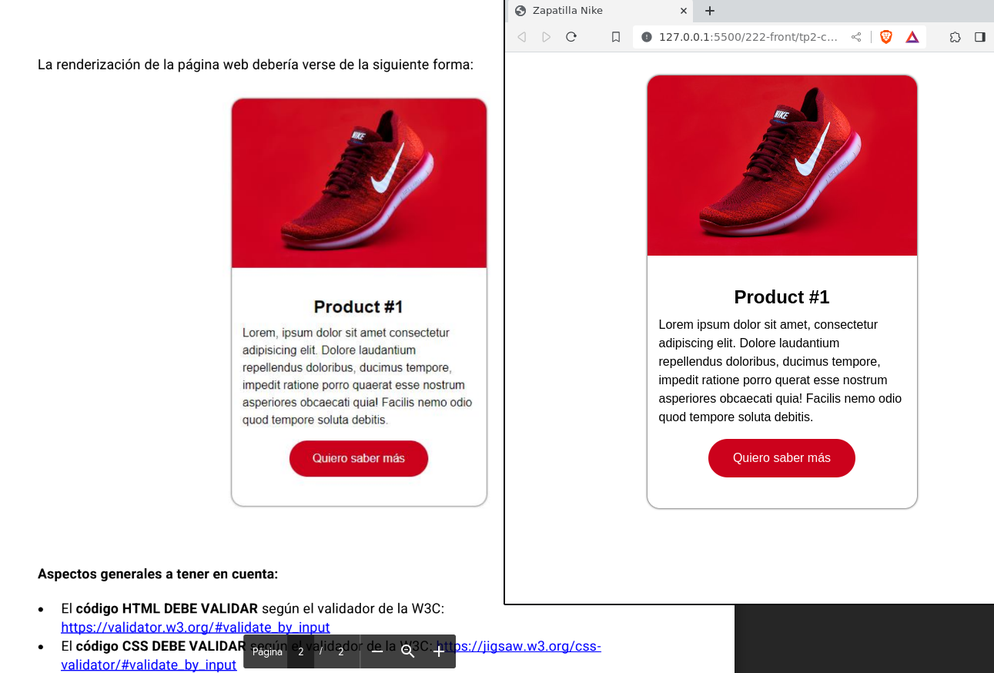 La renderización de la página web debería verse de la siguiente forma:
NIKE
Product #1
Lorem, ipsum dolor sit amet consectetur
adipisicing elit. Dolore laudantium
repellendus doloribus, ducimus tempore,
impedit ratione porro quaerat esse nostrum
asperiores obcaecati quia! Facilis nemo odio
quod tempore soluta debitis.
Quiero saber más
Aspectos generales a tener en cuenta:
• El código HTML DEBE VALIDAR según el validador de la W3C:
https://validator.w3.org/#validate_by_input
• El código CSS DEBE VALIDAR según el validador de la W3C: https://jigsaw.w3.org/css-
validator/#validate_by_input
Página 2 / 2
Zapatilla Nike
127.0.0.1:5500/222-front/tp2-c...
NIKE
Product #1
Lorem ipsum dolor sit amet, consectetur
adipisicing elit. Dolore laudantium
repellendus doloribus, ducimus tempore,
impedit ratione porro querat esse nostrum
asperiores obcaecati quia! Facilis nemo odio
quod tempore soluta debitis.
Quiero saber más